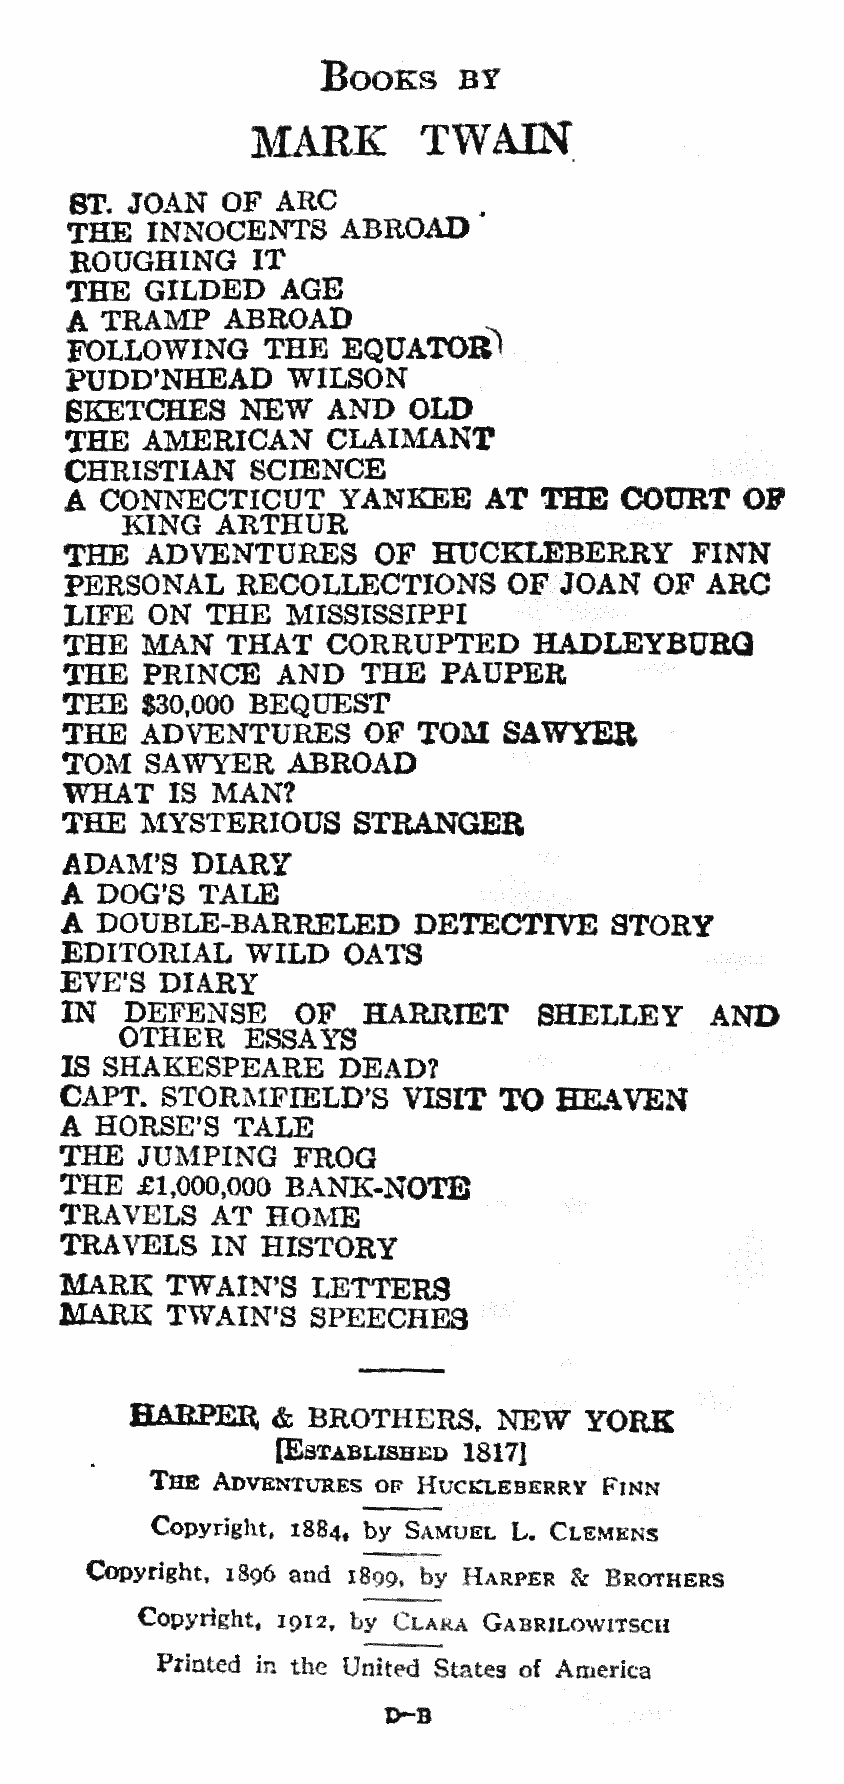 BOOKS BY
MARK TWAIN
ST. JOAN OF ARC
THE INNOCENTS ABROAD
ROUGHING IT
THE GILDED AGE
A TRAMP ABROAD
FOLLOWING THE EQUATOR
PUDD'NHEAD WILSON
SKETCHES NEW AND OLD
THE AMERICAN CLAIMANT
CHRISTIAN SCIENCE
A CONNECTICUT YANKEE AT THE COURT OF
KING ARTHUR
THE ADVENTURES OF HUCKLEBERRY FINN
PERSONAL RECOLLECTIONS OF JOAN OF ARC
LIFE ON THE MISSISSIPPI
THE MAN THAT CORRUPTED HADLEYBURG
THE PRINCE AND THE PAUPER
THE $30,000 BEQUEST
THE ADVENTURES OF TOM SAWYER
TOM SAWYER ABROAD
WHAT IS MAN?
THE MYSTERIOUS STRANGER
ADAM'S DIARY
A DOG'S TALE
A DOUBLE-BARRELED DETECTIVE STORY
EDITORIAL WILD OATS
EVE'S DIARY
IN DEFENSE OF HARRIET SHELLEY AND
OTHER ESSAYS
IS SHAKESPEARE DEAD?
CAPT. STORMFIELD'S VISIT TO HEAVEN
A HORSE'S TALE
THE JUMPING FROG
THE £1,000,000 BANK-NOTE
TRAVELS AT HOME
TRAVELS IN HISTORY
MARK TWAIN'S LETTERS
MARK TWAIN'S SPEECHES
HARPER & BROTHERS, NEW YORK
[ESTABLISHED 1817]
THE ADVENTURES OF HUCKLEBERRY FINN
Copyright, 1884, by SAMUEL L. CLEMENS
Copyright, 1896 and 1899, by HARPER & BROTHERS
Copyright, 1912, by CLARA GABRILOWITSCH
Printed in the United States of America
D-B